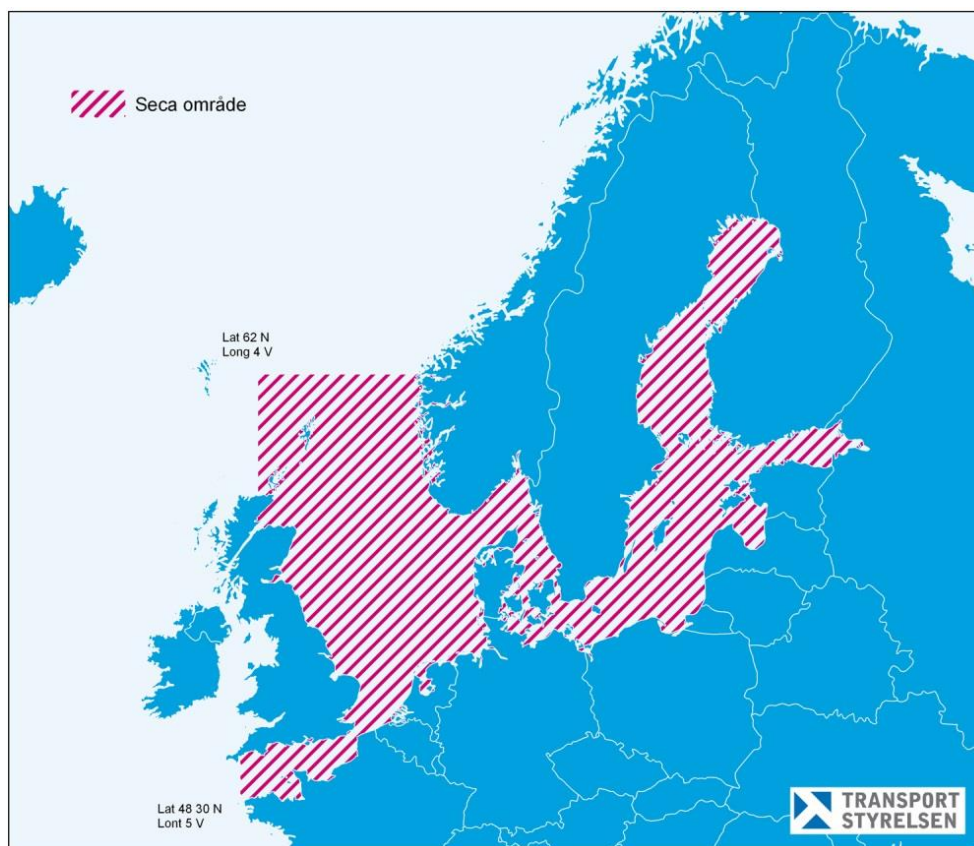 Seca område
Lat 62 N
Long 4 V
Lat 48 30 N
Lont 5 V
TRANSPORT
STYRELSEN